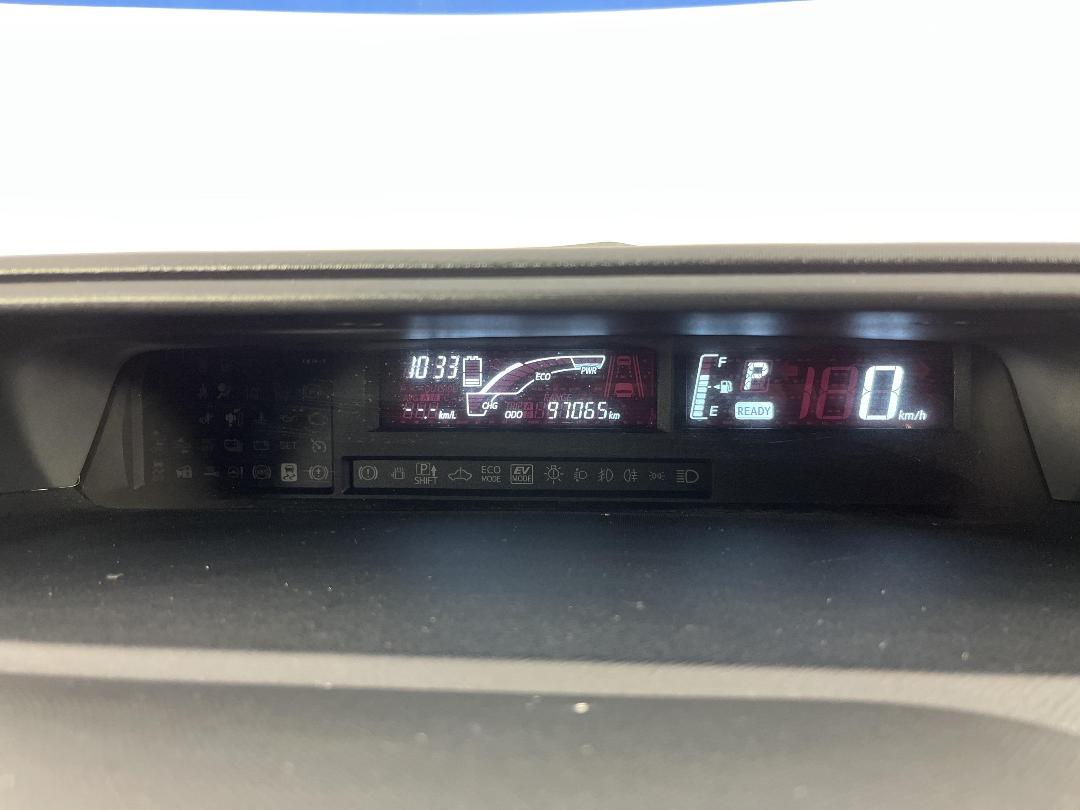 10:33
ECO
PWR
CHG
--.- km/L
ODO 97065 km
F
E
P
READY
0 km/h
SET
P SHIFT
ECO MODE
EV MODE